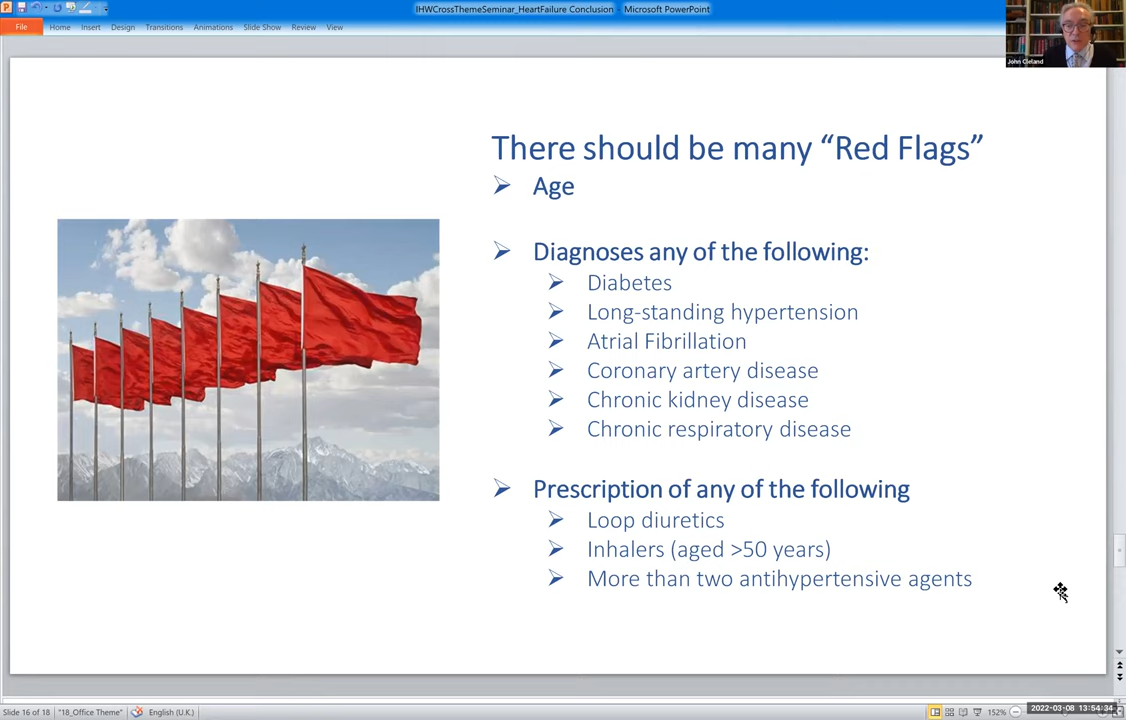 IHWCrossThemeSeminar_HeartFailure Conclusion - Microsoft PowerPoint
File Home Insert Design Transitions Animations Slide Show Review View
John Cleland
There should be many “Red Flags”
Age
Diagnoses any of the following:
Diabetes
Long-standing hypertension
Atrial Fibrillation
Coronary artery disease
Chronic kidney disease
Chronic respiratory disease
Prescription of any of the following
Loop diuretics
Inhalers (aged >50 years)
More than two antihypertensive agents
Slide 16 of 18 "18_Office Theme" English (U.K.) 152% 2022-03-08 13:54:34